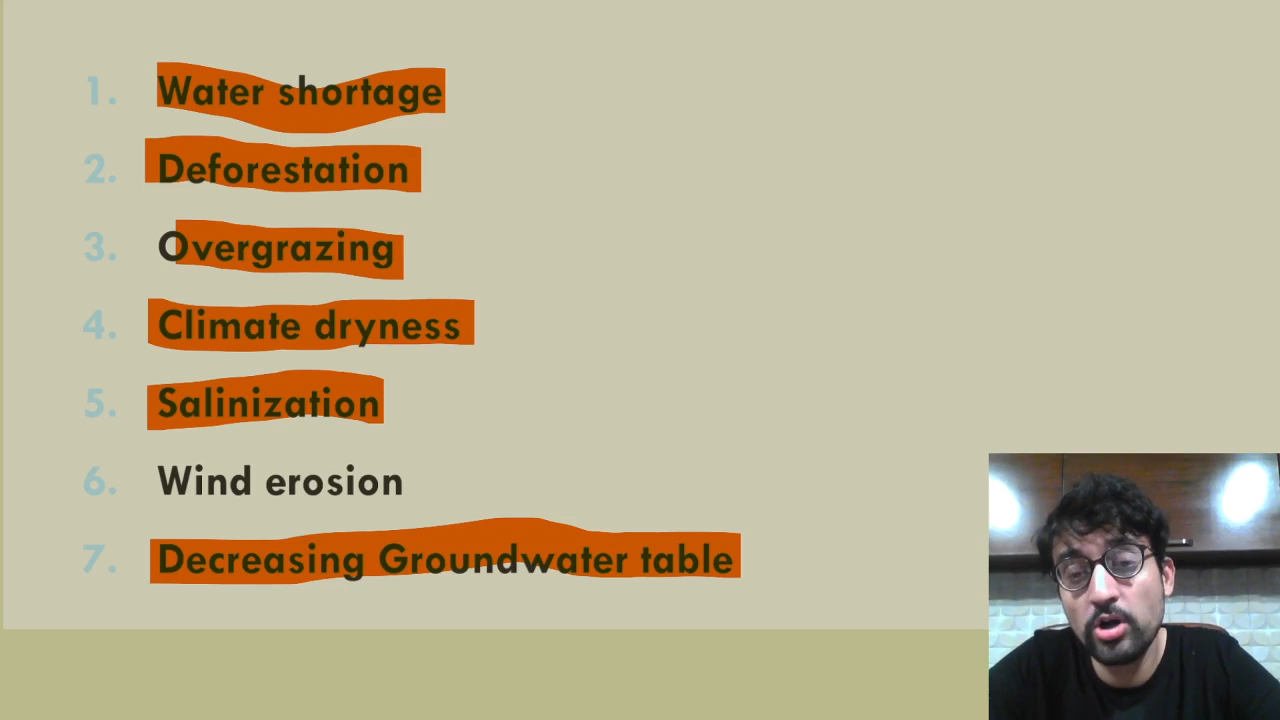 1. Water shortage
2. Deforestation
3. Overgrazing
4. Climate dryness
5. Salinization
6. Wind erosion
7. Decreasing Groundwater table